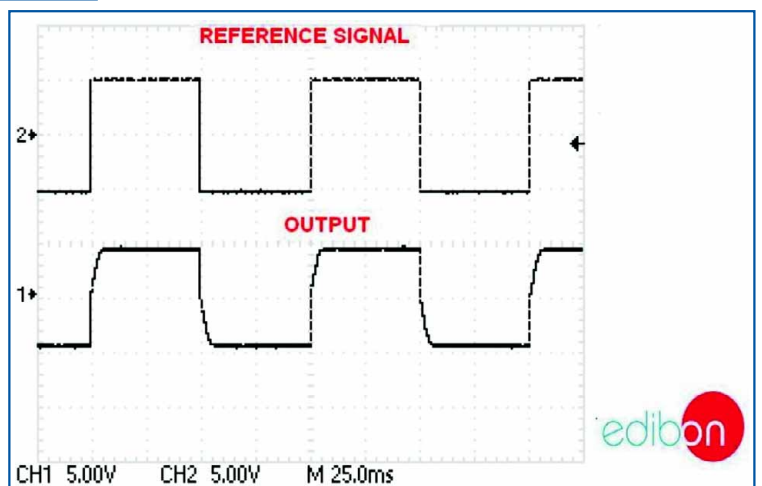 REFERENCE SIGNAL
2
OUTPUT
1
edibon
CH1 5.00V CH2 5.00V M 25.0ms